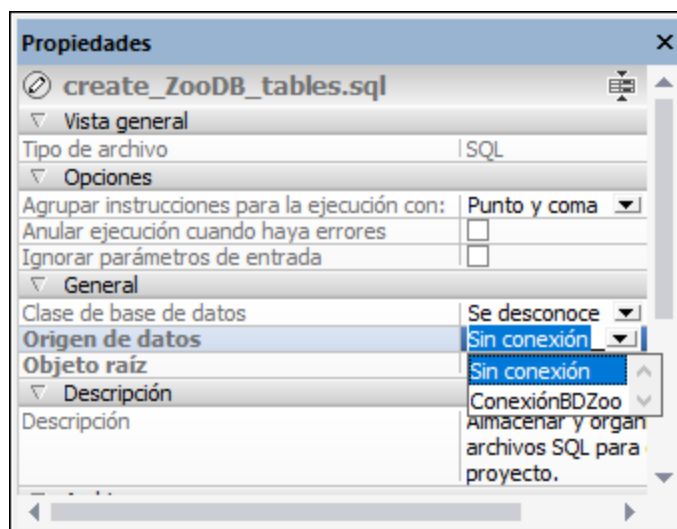 Propiedades
create_ZooDB_tables.sql
Vista general
Tipo de archivo SQL
Opciones
Agrupar instrucciones para la ejecución con: Punto y coma
Anular ejecución cuando haya errores
Ignorar parámetros de entrada
General
Clase de base de datos Se desconoce
Origen de datos Sin conexión
Objeto raíz Sin conexión
Descripción ConexiónBDZoo
Descripción Almacenar y organ
archivos SQL para
proyecto.